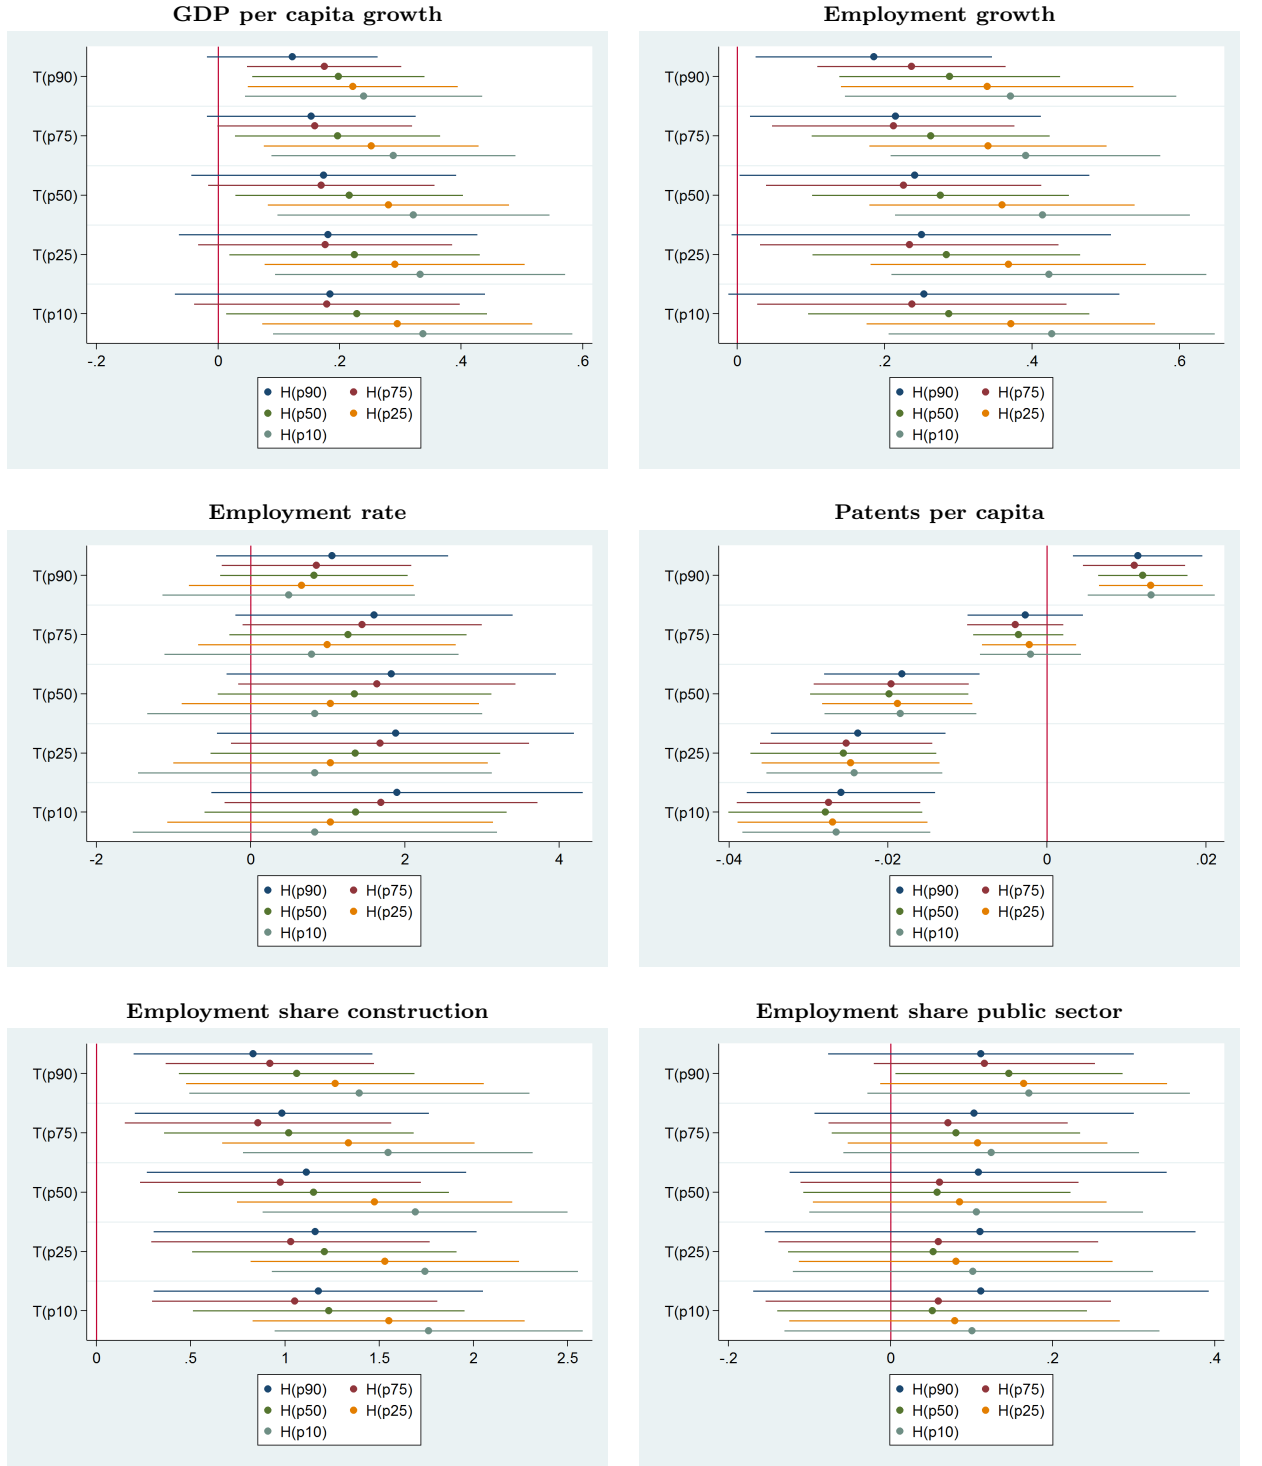 GDP per capita growth
T(p90)
T(p75)
T(p50)
T(p25)
T(p10)
-.2 0 .2 .4 .6
H(p90) H(p75)
H(p50) H(p25)
H(p10)
Employment growth
T(p90)
T(p75)
T(p50)
T(p25)
T(p10)
0 .2 .4 .6
H(p90) H(p75)
H(p50) H(p25)
H(p10)
Employment rate
T(p90)
T(p75)
T(p50)
T(p25)
T(p10)
-2 0 2 4
H(p90) H(p75)
H(p50) H(p25)
H(p10)
Patents per capita
T(p90)
T(p75)
T(p50)
T(p25)
T(p10)
-.04 -.02 0 .02
H(p90) H(p75)
H(p50) H(p25)
H(p10)
Employment share construction
T(p90)
T(p75)
T(p50)
T(p25)
T(p10)
0 .5 1 1.5 2 2.5
H(p90) H(p75)
H(p50) H(p25)
H(p10)
Employment share public sector
T(p90)
T(p75)
T(p50)
T(p25)
T(p10)
-.2 0 .2 .4
H(p90) H(p75)
H(p50) H(p25)
H(p10)